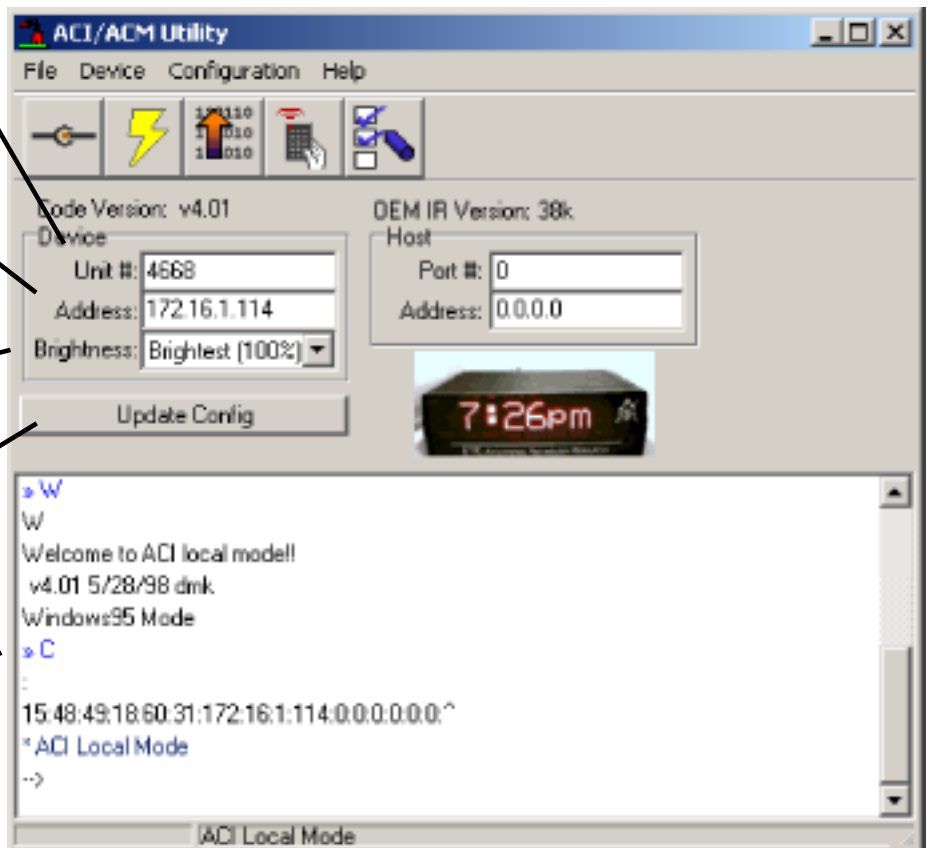 ACI/ACM Utility
File Device Configuration Help
Code Version: v4.01
OEM IR Version: 38k
Device
Host
Unit #: 4668
Port #: 0
Address: 172.16.1.114
Address: 0.0.0.0
Brightness: Brightest (100%)
Update Config
7:26pm
» W
W
Welcome to ACI local mode!!
v4.01 5/28/98 dmk
Windows95 Mode
» C
:
15:48:49:18:60:31:172:16:1:114:0:0:0:0:0:0:^
* ACI Local Mode
-->
ACI Local Mode